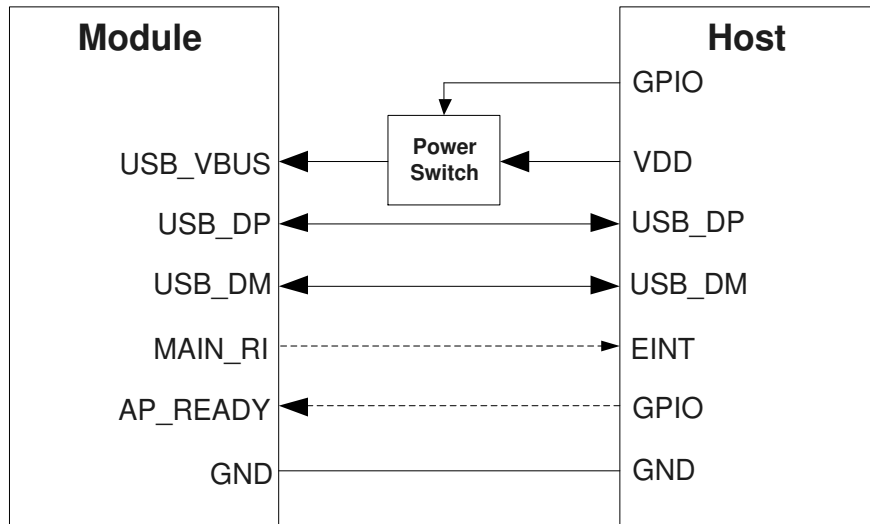 Module
Host
GPIO
Power
Switch
USB_VBUS
VDD
USB_DP
USB_DP
USB_DM
USB_DM
MAIN_RI
EINT
AP_READY
GPIO
GND
GND